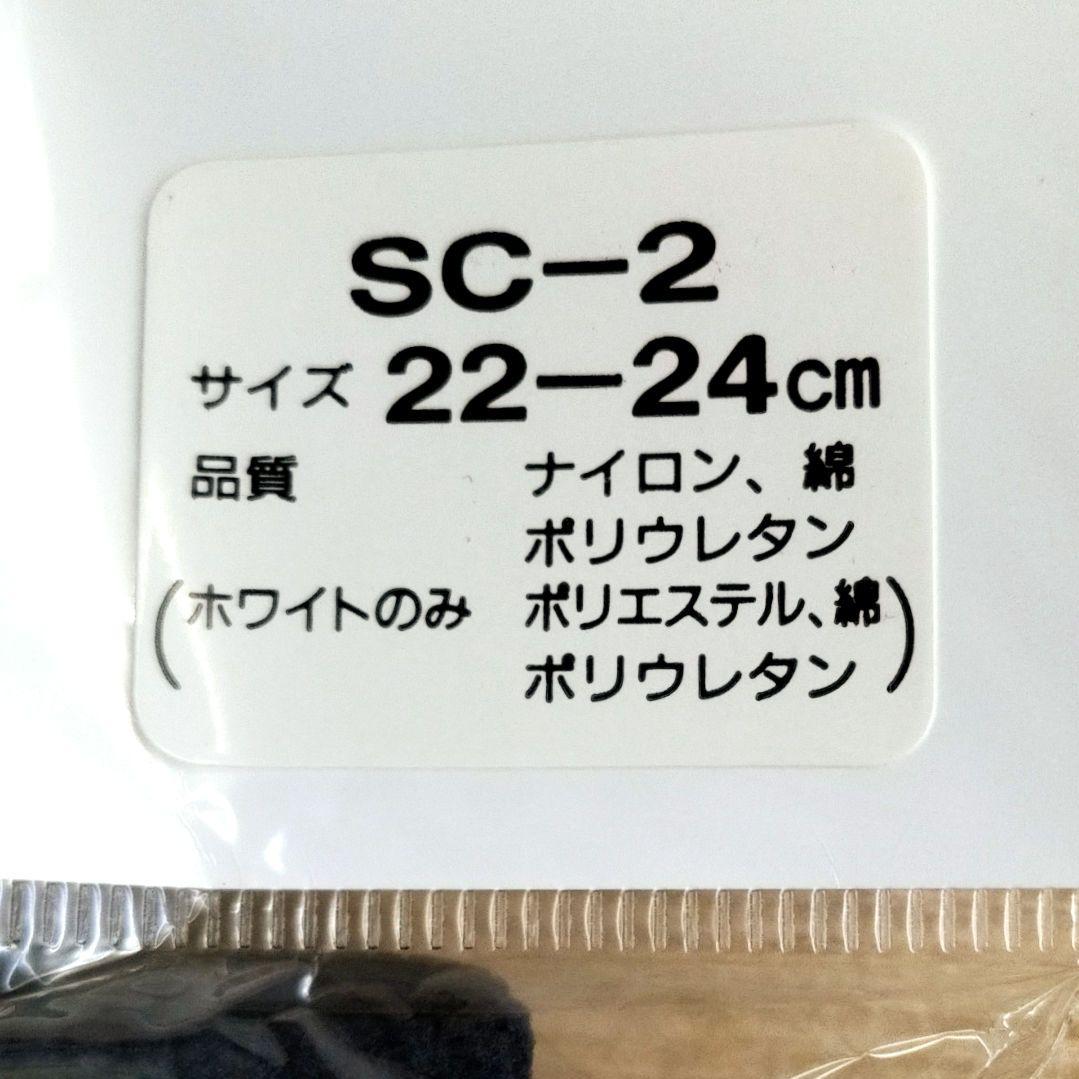 SC-2
サイズ 22-24cm
品質 ナイロン、綿
ポリウレタン
(ホワイトのみ ポリエステル、綿
ポリウレタン)